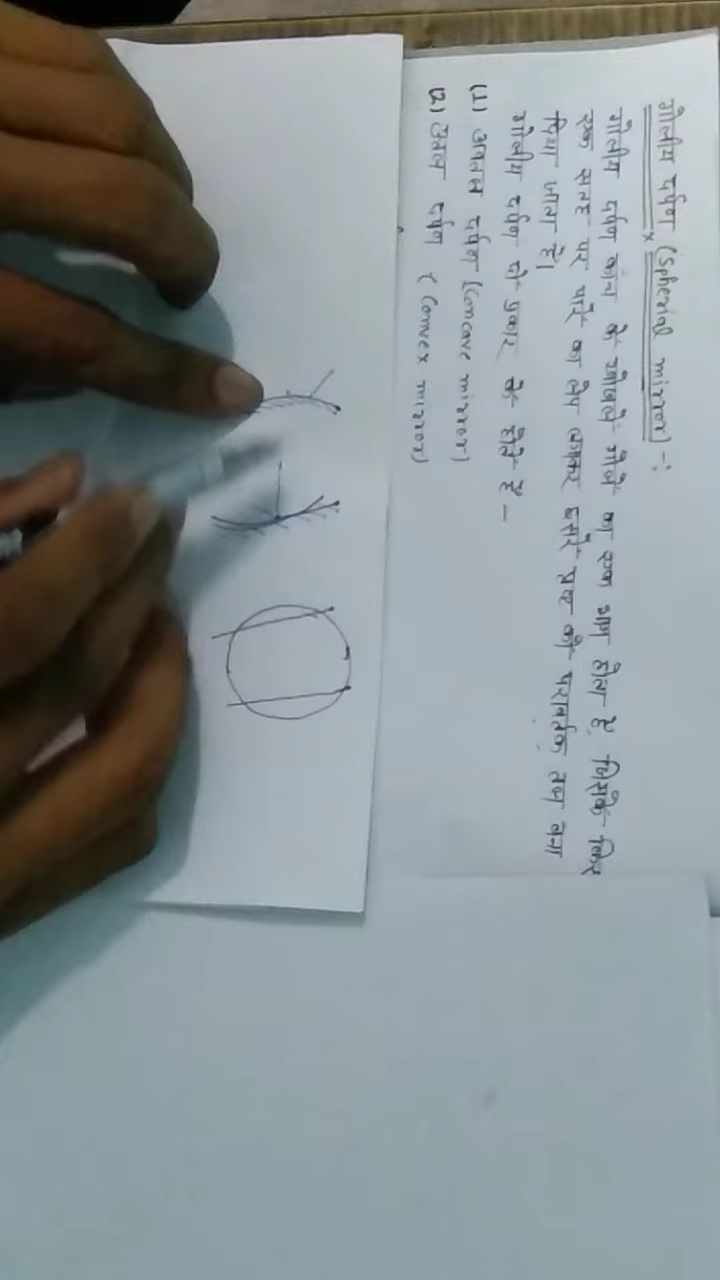 गोलीय दर्पण (Spherial mirror) -:
गोलीय दर्पण कांच के खोखले गोले का एक भाग होता है जिसके किसी
एक सतह पर पारे का लेप लगाकर दूसरे पृष्ठ को परावर्तक तल बना
दिया जाता है।
गोलीय दर्पण दो प्रकार के होते हैं -
(1) अवतल दर्पण (Concave mirror)
(2) उत्तल दर्पण (Convex mirror)